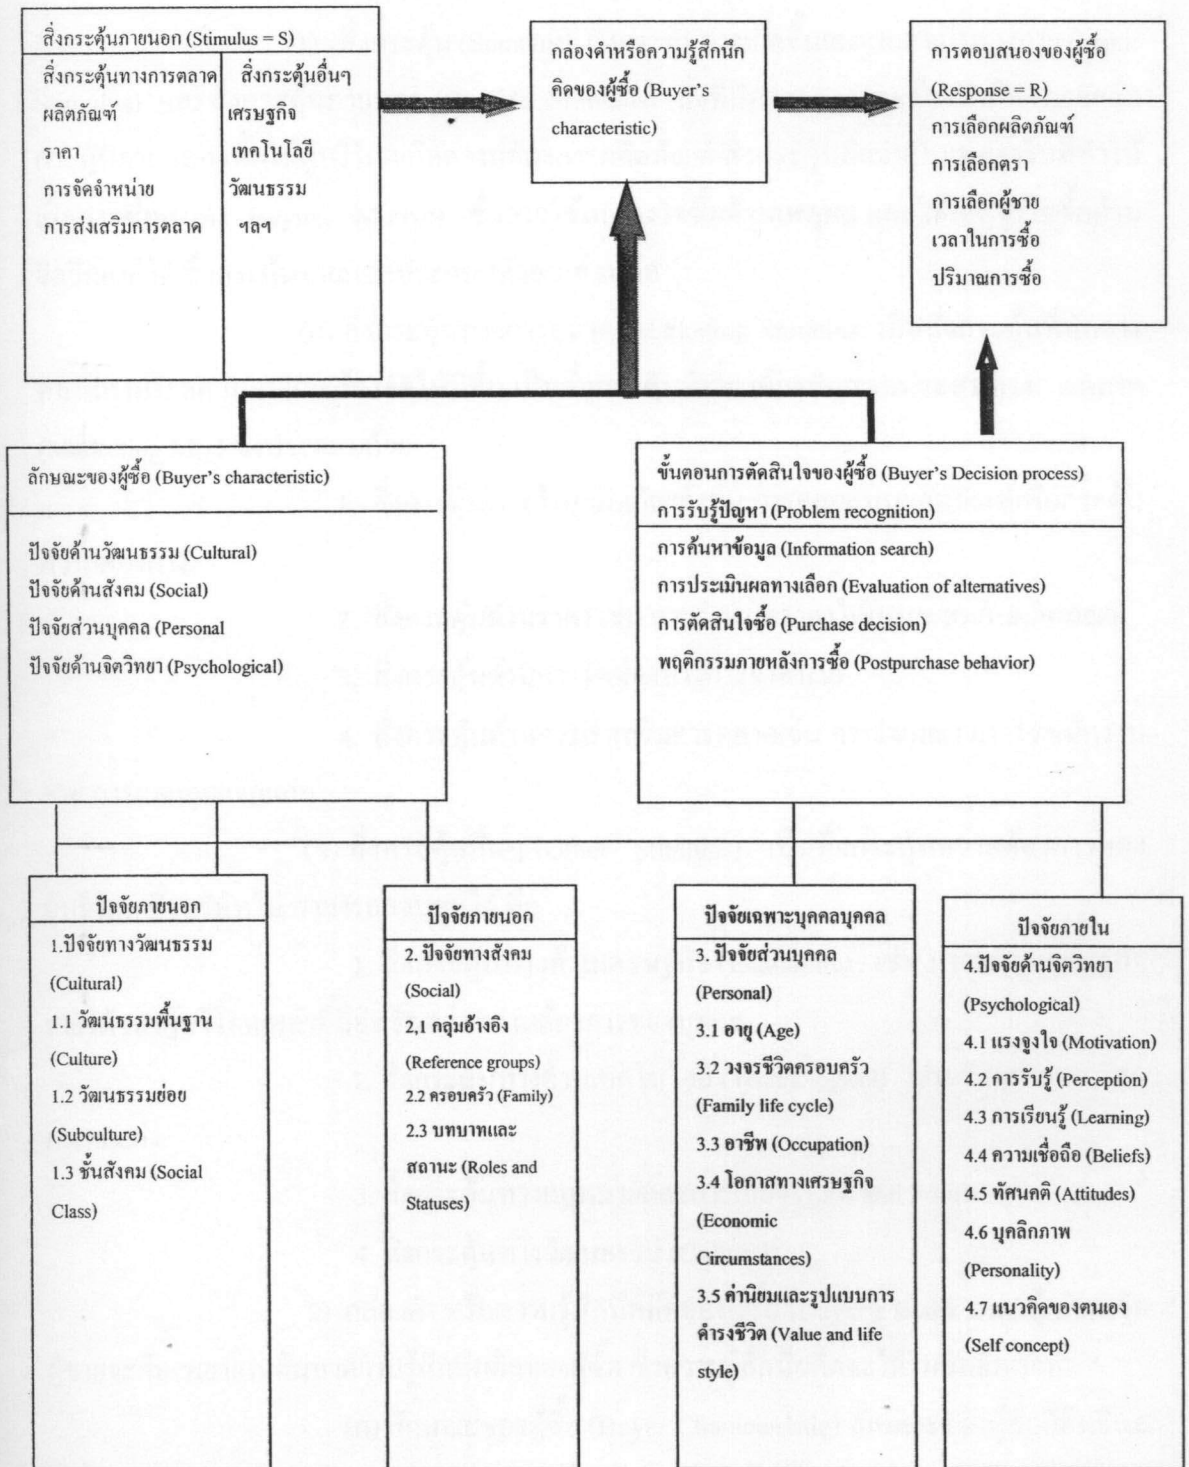 สิ่งกระตุ้นภายนอก (Stimulus = S)
สิ่งกระตุ้นทางการตลาด
ผลิตภัณฑ์
ราคา
การจัดจำหน่าย
การส่งเสริมการตลาด
สิ่งกระตุ้นอื่นๆ
เศรษฐกิจ
เทคโนโลยี
วัฒนธรรม
ฯลฯ
กล่องดำหรือความรู้สึกนึก
คิดของผู้ซื้อ (Buyer's
characteristic)
การตอบสนองของผู้ซื้อ
(Response = R)
การเลือกผลิตภัณฑ์
การเลือกตรา
การเลือกผู้ขาย
เวลาในการซื้อ
ปริมาณการซื้อ
ลักษณะของผู้ซื้อ (Buyer's characteristic)
ปัจจัยด้านวัฒนธรรม (Cultural)
ปัจจัยด้านสังคม (Social)
ปัจจัยส่วนบุคคล (Personal
ปัจจัยด้านจิตวิทยา (Psychological)
ขั้นตอนการตัดสินใจของผู้ซื้อ (Buyer's Decision process)
การรับรู้ปัญหา (Problem recognition)
การค้นหาข้อมูล (Information search)
การประเมินผลทางเลือก (Evaluation of alternatives)
การตัดสินใจซื้อ (Purchase decision)
พฤติกรรมภายหลังการซื้อ (Postpurchase behavior)
ปัจจัยภายนอก
1.ปัจจัยทางวัฒนธรรม
(Cultural)
1.1 วัฒนธรรมพื้นฐาน
(Culture)
1.2 วัฒนธรรมย่อย
(Subculture)
1.3 ชั้นสังคม (Social
Class)
ปัจจัยภายนอก
2. ปัจจัยทางสังคม
(Social)
2,1 กลุ่มอ้างอิง
(Reference groups)
2.2 ครอบครัว (Family)
2.3 บทบาทและ
สถานะ (Roles and
Statuses)
ปัจจัยเฉพาะบุคคลบุคคล
3. ปัจจัยส่วนบุคคล
(Personal)
3.1 อายุ (Age)
3.2 วงจรชีวิตครอบครัว
(Family life cycle)
3.3 อาชีพ (Occupation)
3.4 โอกาสทางเศรษฐกิจ
(Economic
Circumstances)
3.5 ค่านิยมและรูปแบบการ
ดำรงชีวิต (Value and life
style)
ปัจจัยภายใน
4.ปัจจัยด้านจิตวิทยา
(Psychological)
4.1 แรงจูงใจ (Motivation)
4.2 การรับรู้ (Perception)
4.3 การเรียนรู้ (Learning)
4.4 ความเชื่อถือ (Beliefs)
4.5 ทัศนคติ (Attitudes)
4.6 บุคลิกภาพ
(Personality)
4.7 แนวคิดของตนเอง
(Self concept)